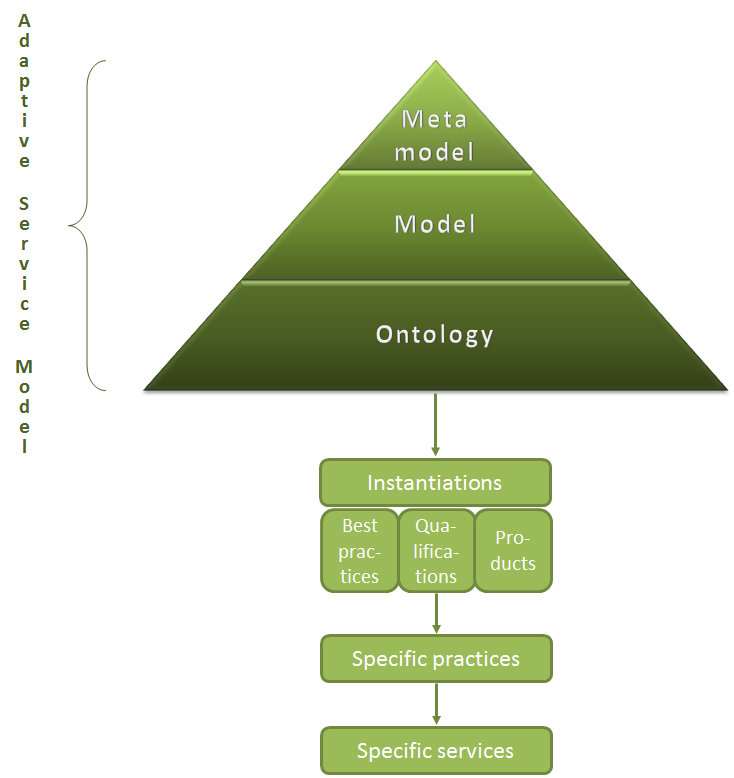 Adaptive Service Model
Meta
model
Model
Ontology
Instantiations
Best
prac-
tices
Qua-
lifica-
tions
Pro-
ducts
Specific practices
Specific services